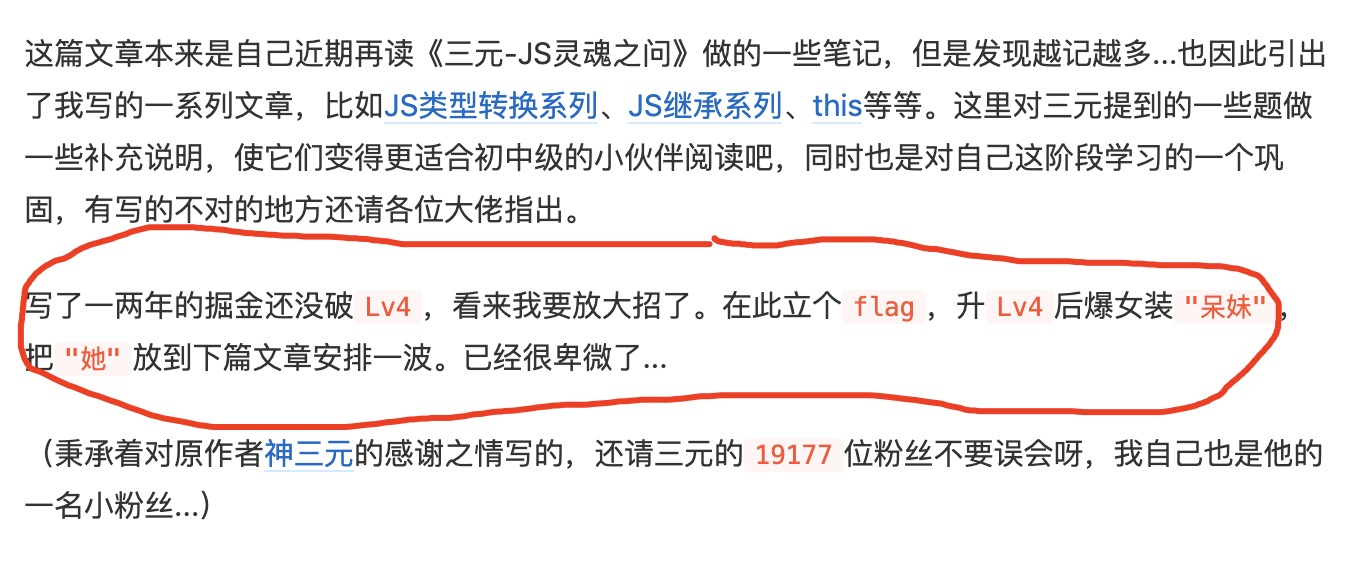 这篇文章本来是自己近期再读《三元-JS灵魂之问》做的一些笔记，但是发现越记越多...也因此引出
了我写的一系列文章，比如JS类型转换系列、JS继承系列、this等等。这里对三元提到的一些题做
一些补充说明，使它们变得更适合初中级的小伙伴阅读吧，同时也是对自己这阶段学习的一个巩
固，有写的不对的地方还请各位大佬指出。
写了一两年的掘金还没破 Lv4 ，看来我要放大招了。在此立个 flag ，升 Lv4 后爆女装 "呆妹" ，
把 "她" 放到下篇文章安排一波。已经很卑微了...
（秉承着对原作者神三元的感谢之情写的，还请三元的 19177 位粉丝不要误会呀，我自己也是他的
一名小粉丝...）